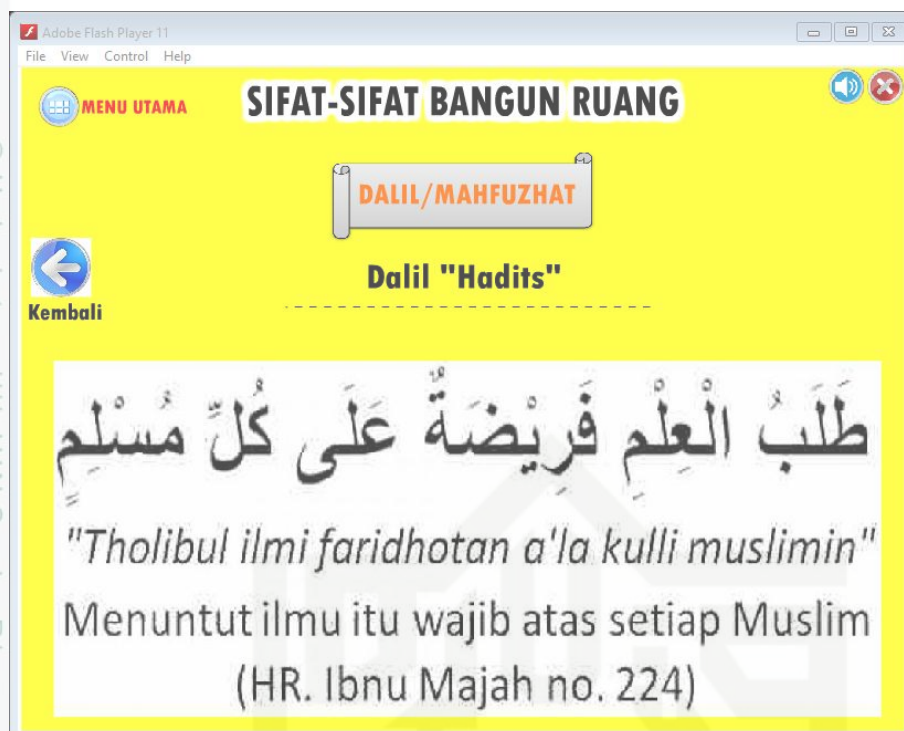 Adobe Flash Player 11
File View Control Help
MENU UTAMA
SIFAT-SIFAT BANGUN RUANG
DALIL/MAHFUZHAT
Dalil "Hadits"
Kembali
طَلَبُ الْعِلْمِ فَرِيْضَةٌ عَلَى كُلِّ مُسْلِمٍ
"Tholibul ilmi faridhotan a'la kulli muslimin"
Menuntut ilmu itu wajib atas setiap Muslim
(HR. Ibnu Majah no. 224)